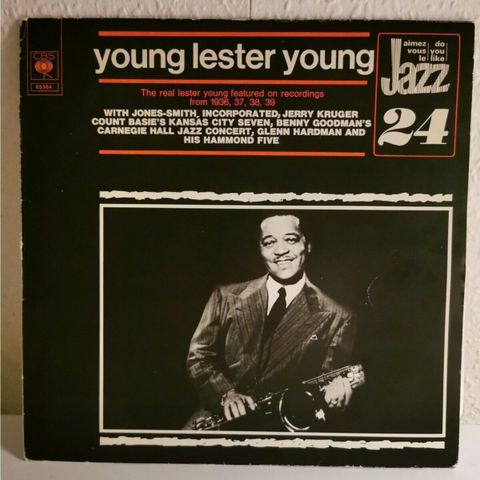 CBS
65384
young lester young
The real lester young featured on recordings
from 1936, 37, 38, 39
WITH JONES-SMITH, INCORPORATED, JERRY KRUGER
COUNT BASIE'S KANSAS CITY SEVEN, BENNY GOODMAN'S
CARNEGIE HALL JAZZ CONCERT, GLENN HARDMAN AND
HIS HAMMOND FIVE
aimez do
vous you
le like
Jazz
24